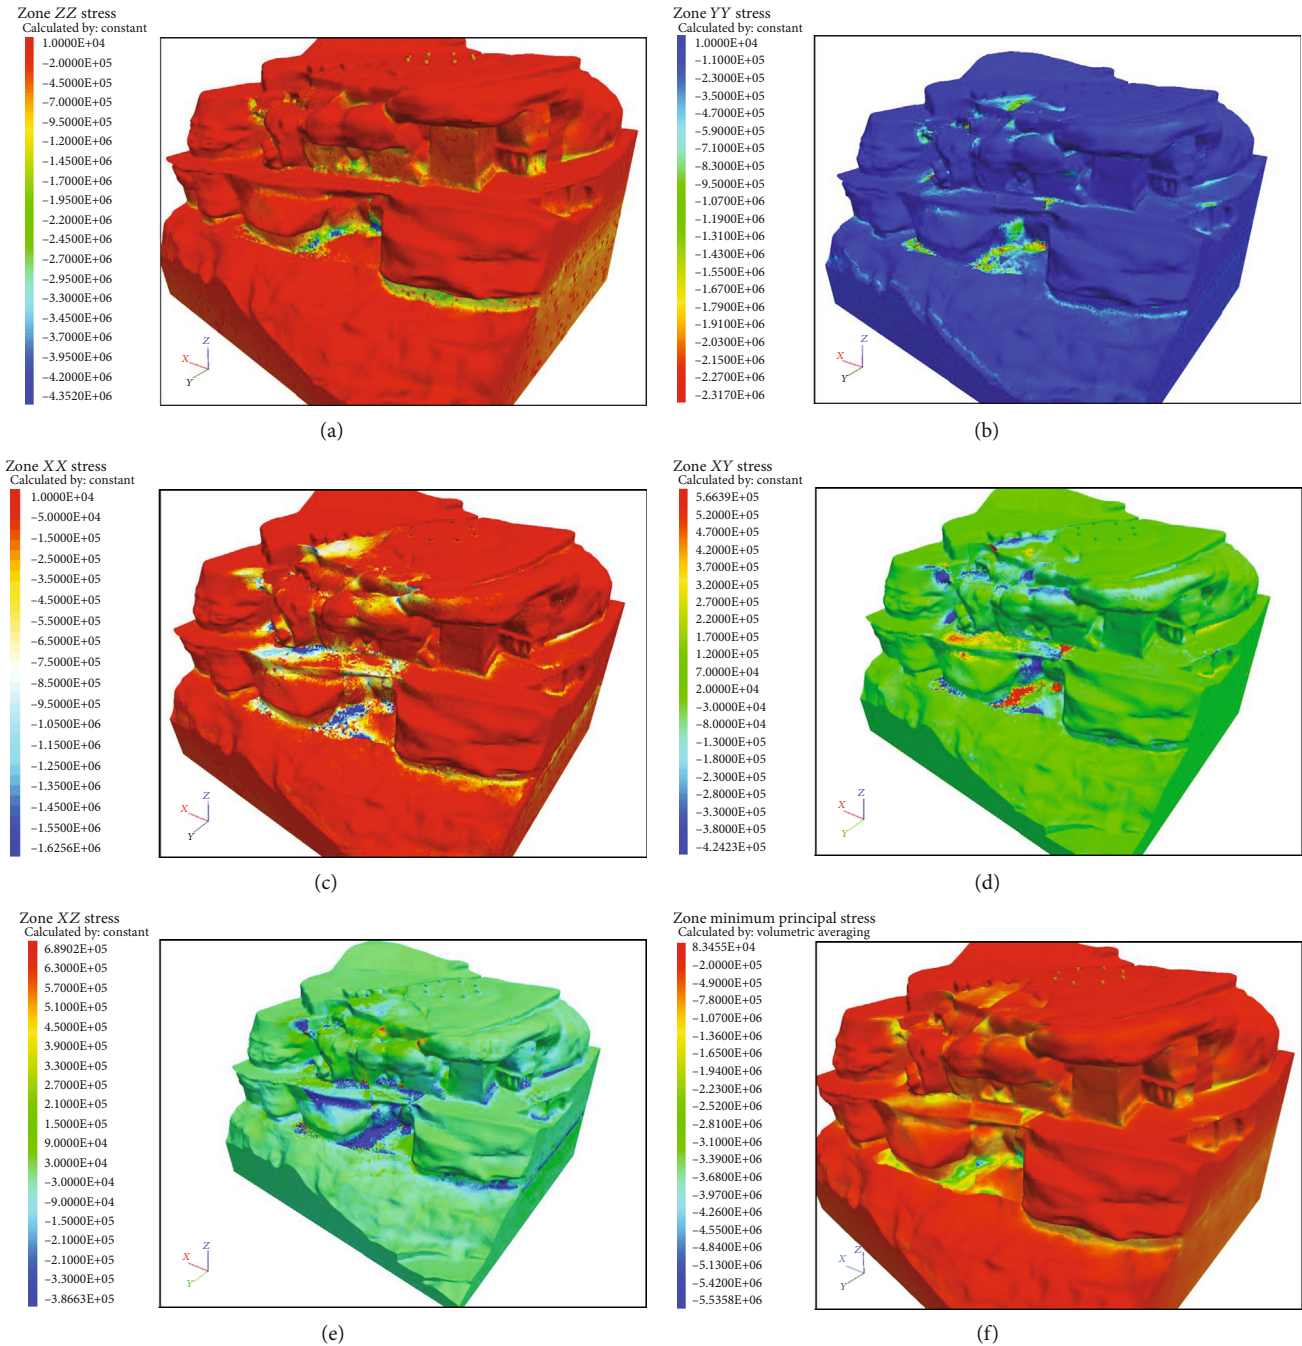 Zone ZZ stress
Calculated by: constant
1.0000E+04
–2.0000E+05
–4.5000E+05
–7.0000E+05
–9.5000E+05
–1.2000E+06
–1.4500E+06
–1.7000E+06
–1.9500E+06
–2.2000E+06
–2.4500E+06
–2.7000E+06
–2.9500E+06
–3.2000E+06
–3.4500E+06
–3.7000E+06
–3.9500E+06
–4.2000E+06
–4.3520E+06
X
Y
Z
(a)
Zone YY stress
Calculated by: constant
1.0000E+04
–1.1000E+05
–2.3000E+05
–3.5000E+05
–4.7000E+05
–5.9000E+05
–7.1000E+05
–8.3000E+05
–9.5000E+05
–1.0700E+06
–1.1900E+06
–1.3100E+06
–1.4300E+06
–1.5500E+06
–1.6700E+06
–1.7900E+06
–1.9100E+06
–2.0300E+06
–2.1500E+06
–2.2700E+06
–2.3170E+06
X
Y
Z
(b)
Zone XX stress
Calculated by: constant
1.0000E+04
–5.0000E+04
–1.5000E+05
–2.5000E+05
–3.5000E+05
–4.5000E+05
–5.5000E+05
–6.5000E+05
–7.5000E+05
–8.5000E+05
–9.5000E+05
–1.0500E+06
–1.1500E+06
–1.2500E+06
–1.3500E+06
–1.4500E+06
–1.5500E+06
–1.6256E+06
X
Y
Z
(c)
Zone XY stress
Calculated by: constant
5.6639E+05
5.2000E+05
4.7000E+05
4.2000E+05
3.7000E+05
3.2000E+05
2.7000E+05
2.2000E+05
1.7000E+05
1.2000E+05
7.0000E+04
2.0000E+04
–3.0000E+04
–8.0000E+04
–1.3000E+05
–1.8000E+05
–2.3000E+05
–2.8000E+05
–3.3000E+05
–3.8000E+05
–4.2423E+05
X
Y
Z
(d)
Zone XZ stress
Calculated by: constant
6.8902E+05
6.3000E+05
5.7000E+05
5.1000E+05
4.5000E+05
3.9000E+05
3.3000E+05
2.7000E+05
2.1000E+05
1.5000E+05
9.0000E+04
3.0000E+04
–3.0000E+04
–9.0000E+04
–1.5000E+05
–2.1000E+05
–2.1000E+05
–3.3000E+05
–3.8663E+05
X
Y
Z
(e)
Zone minimum principal stress
Calculated by: volumetric averaging
8.3455E+04
–2.0000E+05
–4.9000E+05
–7.8000E+05
–1.0700E+06
–1.3600E+06
–1.6500E+06
–1.9400E+06
–2.2300E+06
–2.5200E+06
–2.8100E+06
–3.1000E+06
–3.3900E+06
–3.6800E+06
–3.9700E+06
–4.2600E+06
–4.5500E+06
–4.8400E+06
–5.1300E+06
–5.4200E+06
–5.5358E+06
X
Y
Z
(f)